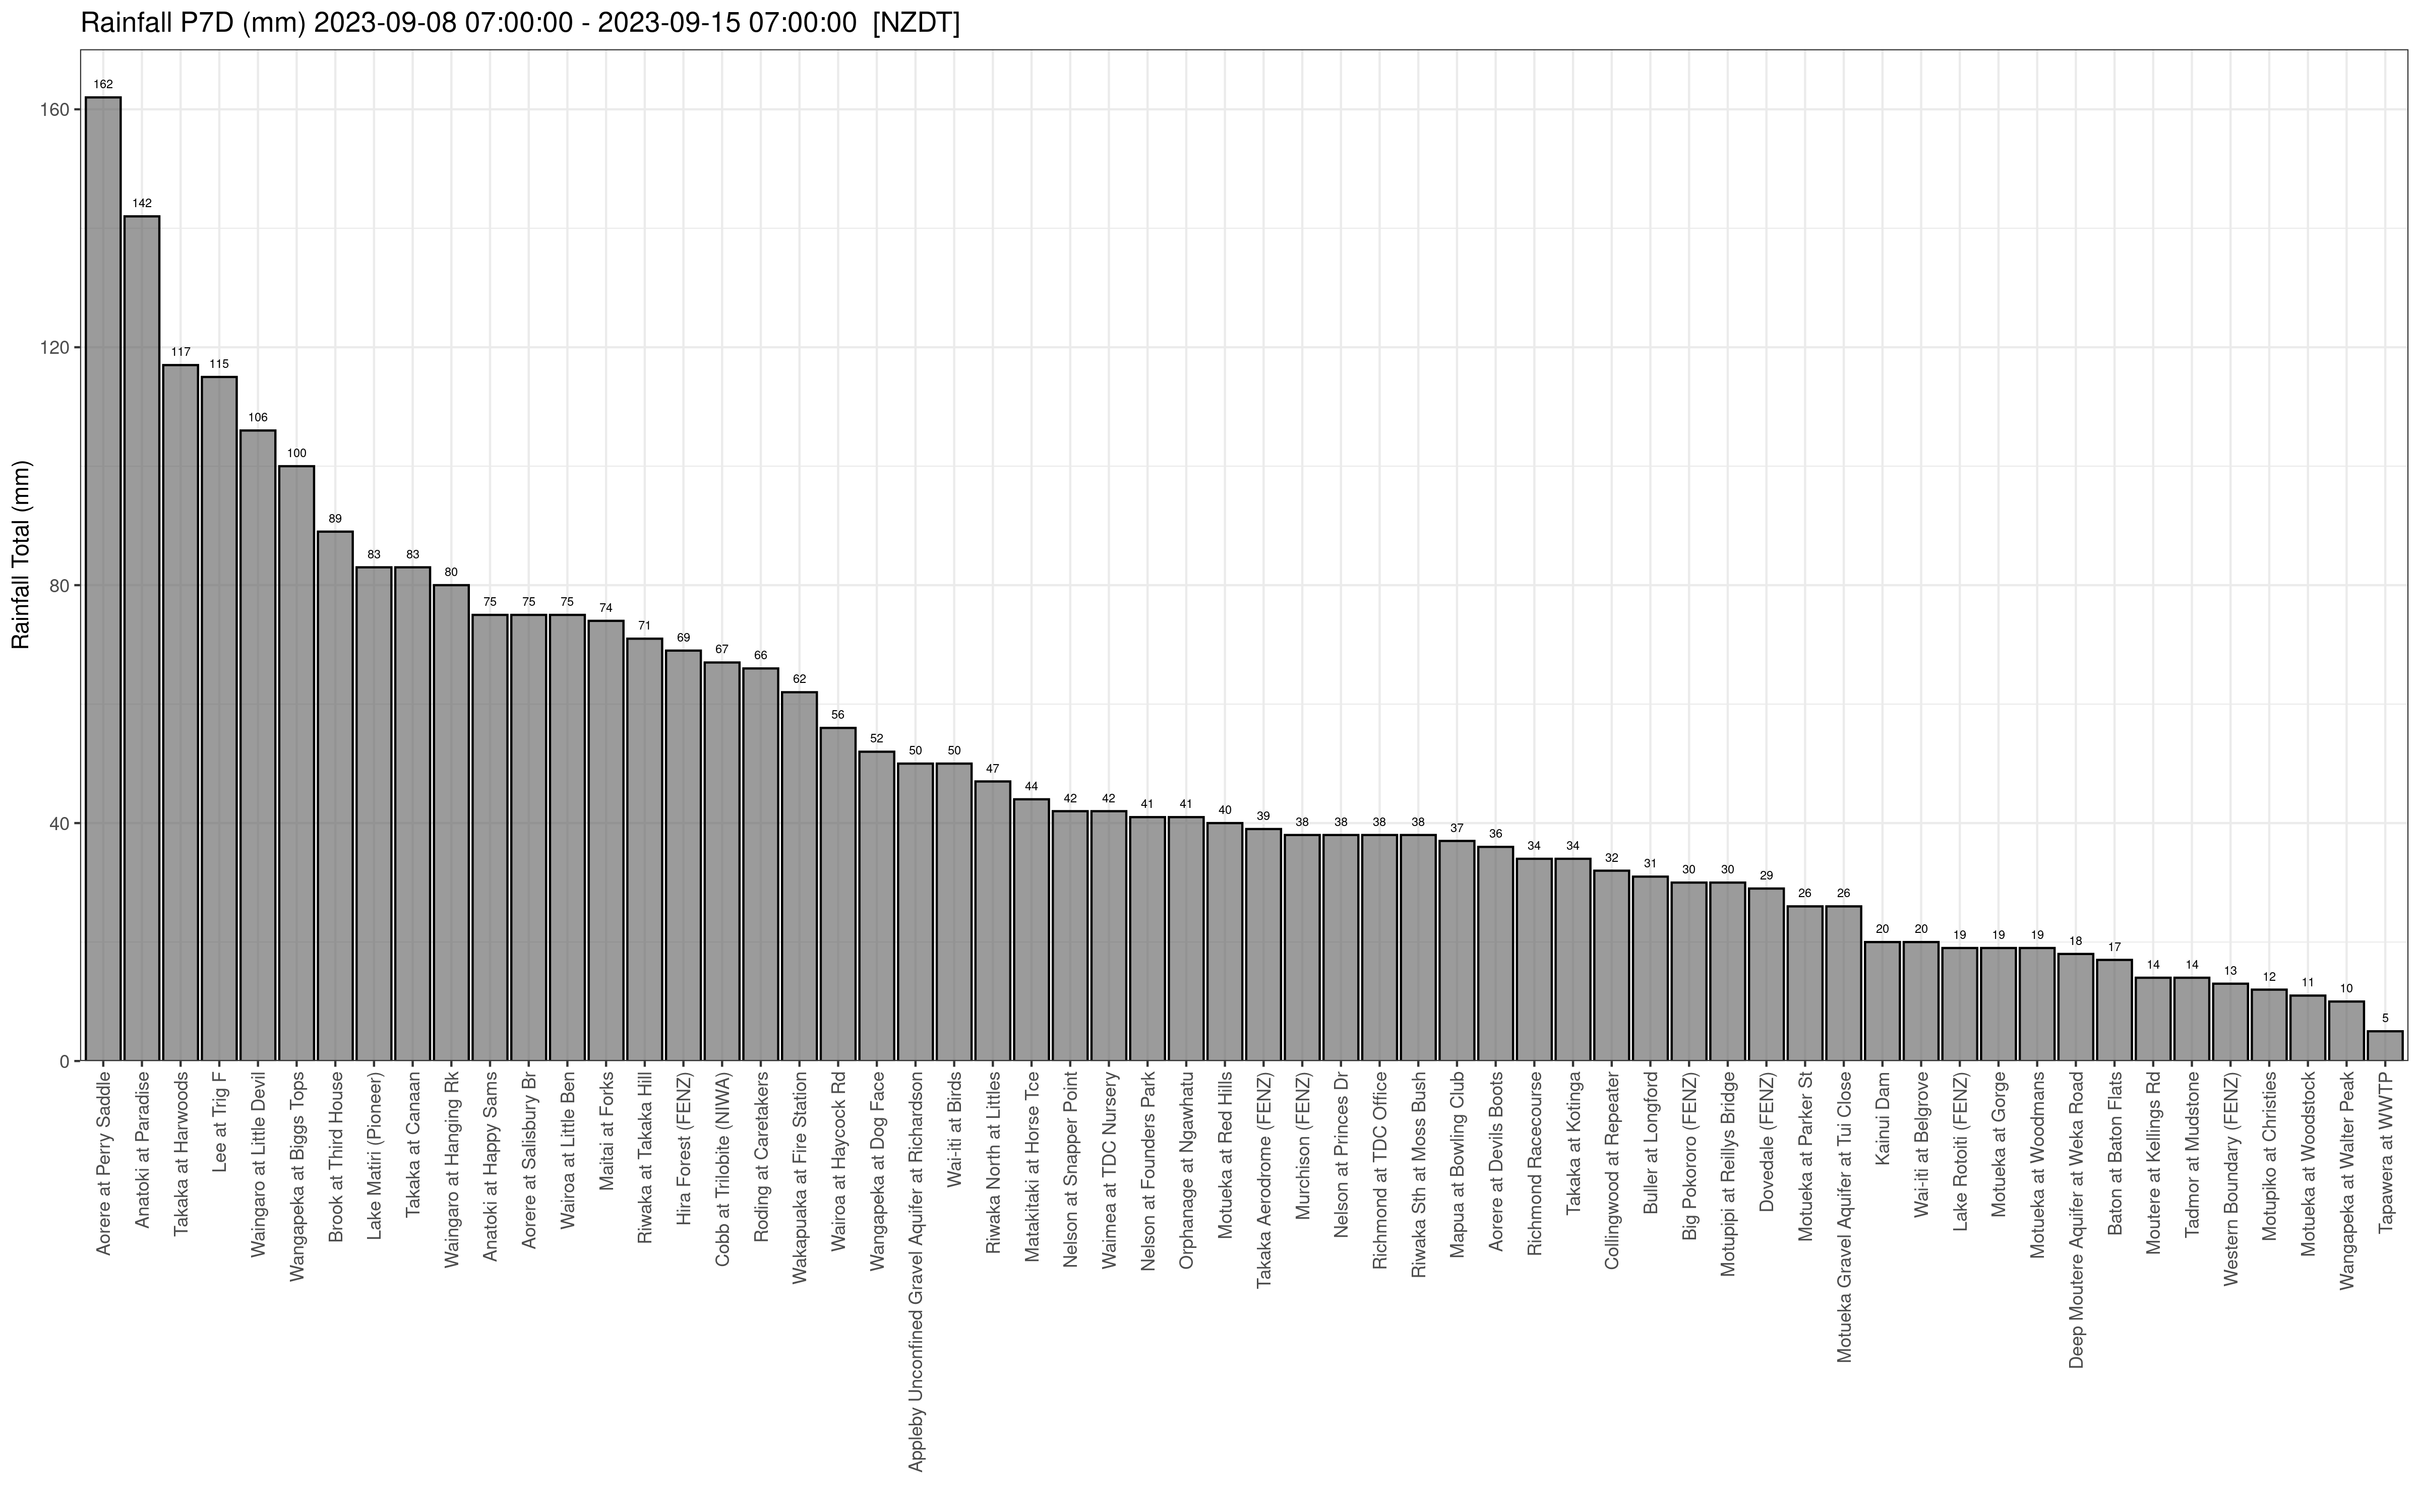 Rainfall P7D (mm) 2023-09-08 07:00:00 - 2023-09-15 07:00:00  [NZDT]
Rainfall Total (mm)
160
120
80
40
0
162
142
117
115
106
100
89
83
83
80
75
75
75
74
71
69
67
66
62
56
52
50
50
47
44
42
42
41
41
40
39
38
38
38
38
37
36
34
34
32
31
30
30
29
26
26
20
20
19
19
19
18
17
14
14
13
12
11
10
5
Aorere at Perry Saddle
Anatoki at Paradise
Takaka at Harwoods
Lee at Trig F
Waingaro at Little Devil
Wangapeka at Biggs Tops
Brook at Third House
Lake Matiri (Pioneer)
Takaka at Canaan
Waingaro at Hanging Rk
Anatoki at Happy Sams
Aorere at Salisbury Br
Wairoa at Little Ben
Maitai at Forks
Riwaka at Takaka Hill
Hira Forest (FENZ)
Cobb at Trilobite (NIWA)
Roding at Caretakers
Wakapuaka at Fire Station
Wairoa at Haycock Rd
Wangapeka at Dog Face
Appleby Unconfined Gravel Aquifer at Richardson
Wai-iti at Birds
Riwaka North at Littles
Matakitaki at Horse Tce
Nelson at Snapper Point
Waimea at TDC Nursery
Nelson at Founders Park
Orphanage at Ngawhatu
Motueka at Red Hills
Takaka Aerodrome (FENZ)
Murchison (FENZ)
Nelson at Princes Dr
Richmond at TDC Office
Riwaka Sth at Moss Bush
Mapua at Bowling Club
Aorere at Devils Boots
Richmond Racecourse
Takaka at Kotinga
Collingwood at Repeater
Buller at Longford
Big Pokororo (FENZ)
Motupipi at Reillys Bridge
Dovedale (FENZ)
Motueka at Parker St
Motueka Gravel Aquifer at Tui Close
Kainui Dam
Wai-iti at Belgrove
Lake Rotoiti (FENZ)
Motueka at Gorge
Motueka at Woodmans
Deep Moutere Aquifer at Weka Road
Baton at Baton Flats
Moutere at Kellings Rd
Tadmor at Mudstone
Western Boundary (FENZ)
Motupiko at Christies
Motueka at Woodstock
Wangapeka at Walter Peak
Tapawera at WWTP